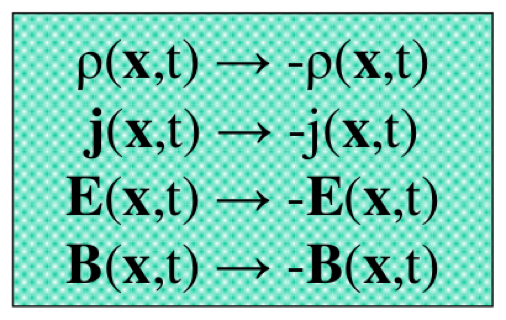 ρ(x,t) → -ρ(x,t)
j(x,t) → -j(x,t)
E(x,t) → -E(x,t)
B(x,t) → -B(x,t)